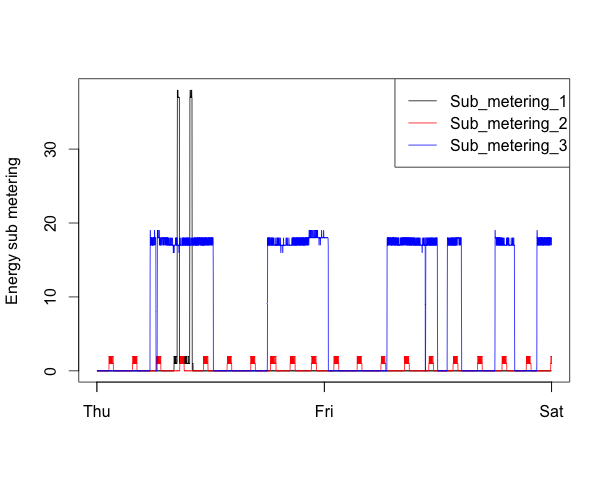 Energy sub metering
30
20
10
0
Sub_metering_1
Sub_metering_2
Sub_metering_3
Thu Fri Sat